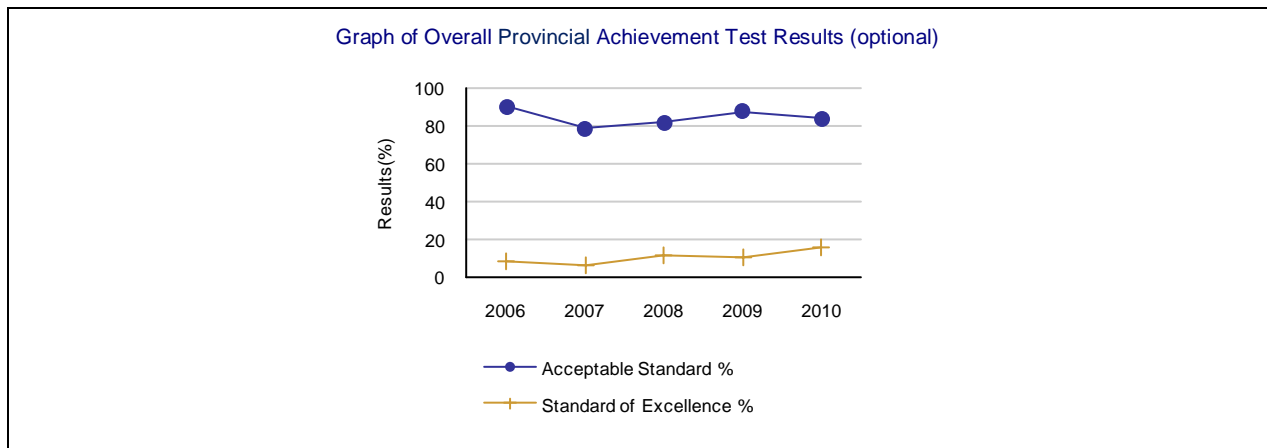 Graph of Overall Provincial Achievement Test Results (optional)
100
80
60
40
20
0
Results(%)
2006 2007 2008 2009 2010
Acceptable Standard %
Standard of Excellence %